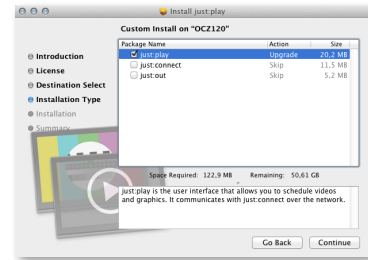 Install just:play
Custom Install on "OCZ120"
Introduction
License
Destination Select
Installation Type
Installation
Summary
Package Name Action Size
just:play Upgrade 20,2 MB
just:connect Skip 11,5 MB
just:out Skip 5,2 MB
Space Required: 122,9 MB Remaining: 50,61 GB
just:play is the user interface that allows you to schedule videos
and graphics. It communicates with just:connect over the network.
Go Back Continue